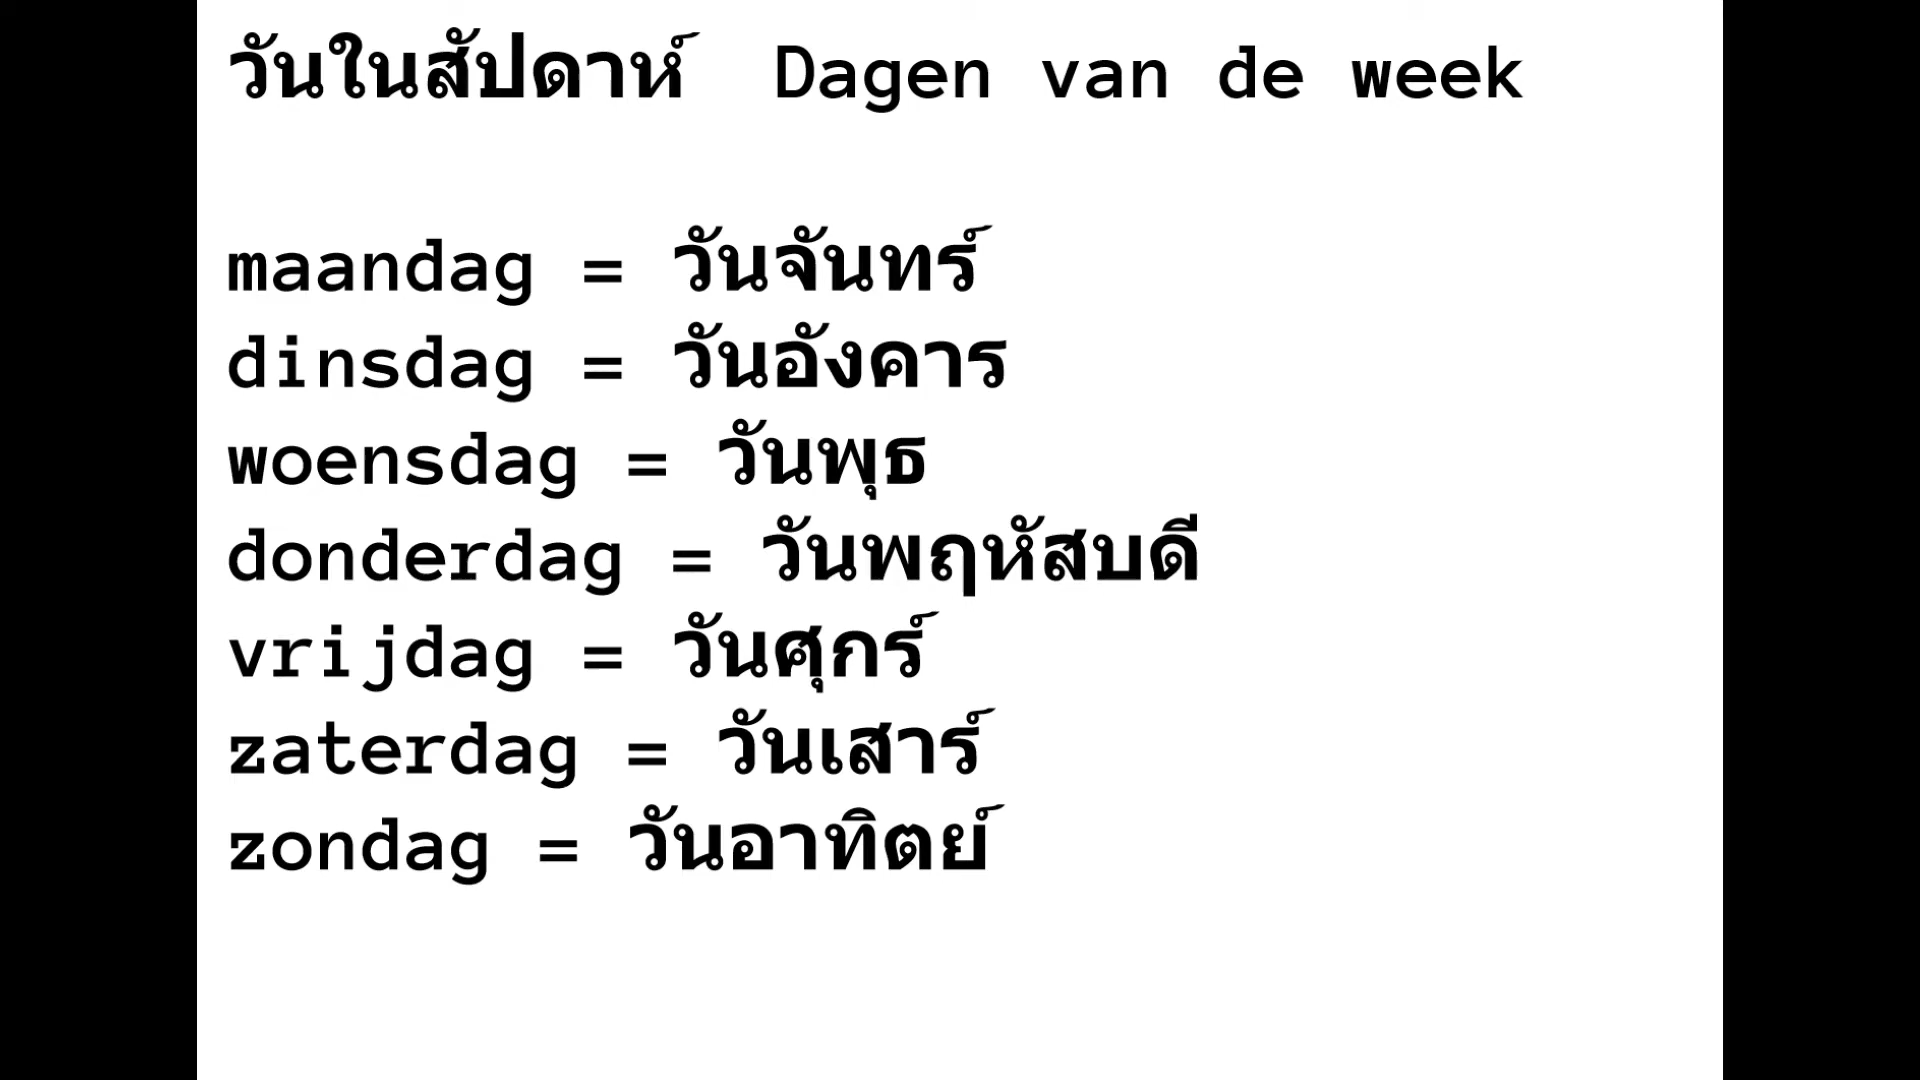 วันในสัปดาห์  Dagen van de week
maandag = วันจันทร์
dinsdag = วันอังคาร
woensdag = วันพุธ
donderdag = วันพฤหัสบดี
vrijdag = วันศุกร์
zaterdag = วันเสาร์
zondag = วันอาทิตย์